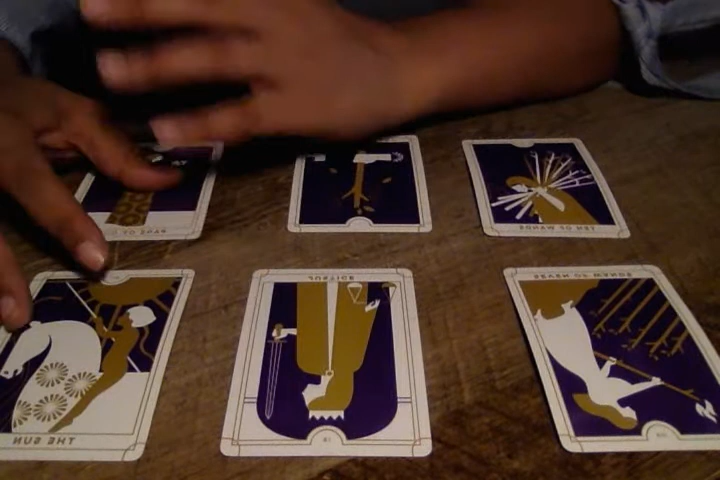 TEN OF WANDS
JUSTICE
SEVEN OF WANDS
THE SUN